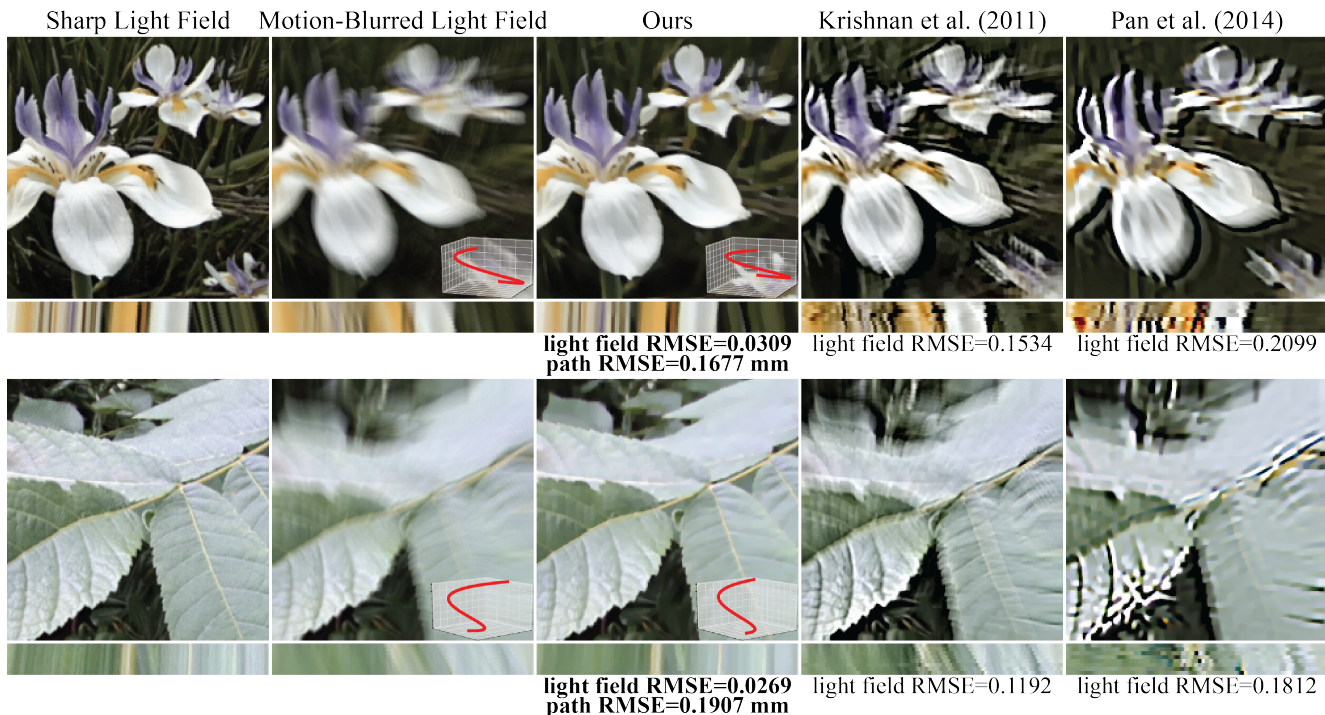 Sharp Light Field
Motion-Blurred Light Field
Ours
Krishnan et al. (2011)
Pan et al. (2014)
light field RMSE=0.0309
path RMSE=0.1677 mm
light field RMSE=0.1534
light field RMSE=0.2099
light field RMSE=0.0269
path RMSE=0.1907 mm
light field RMSE=0.1192
light field RMSE=0.1812